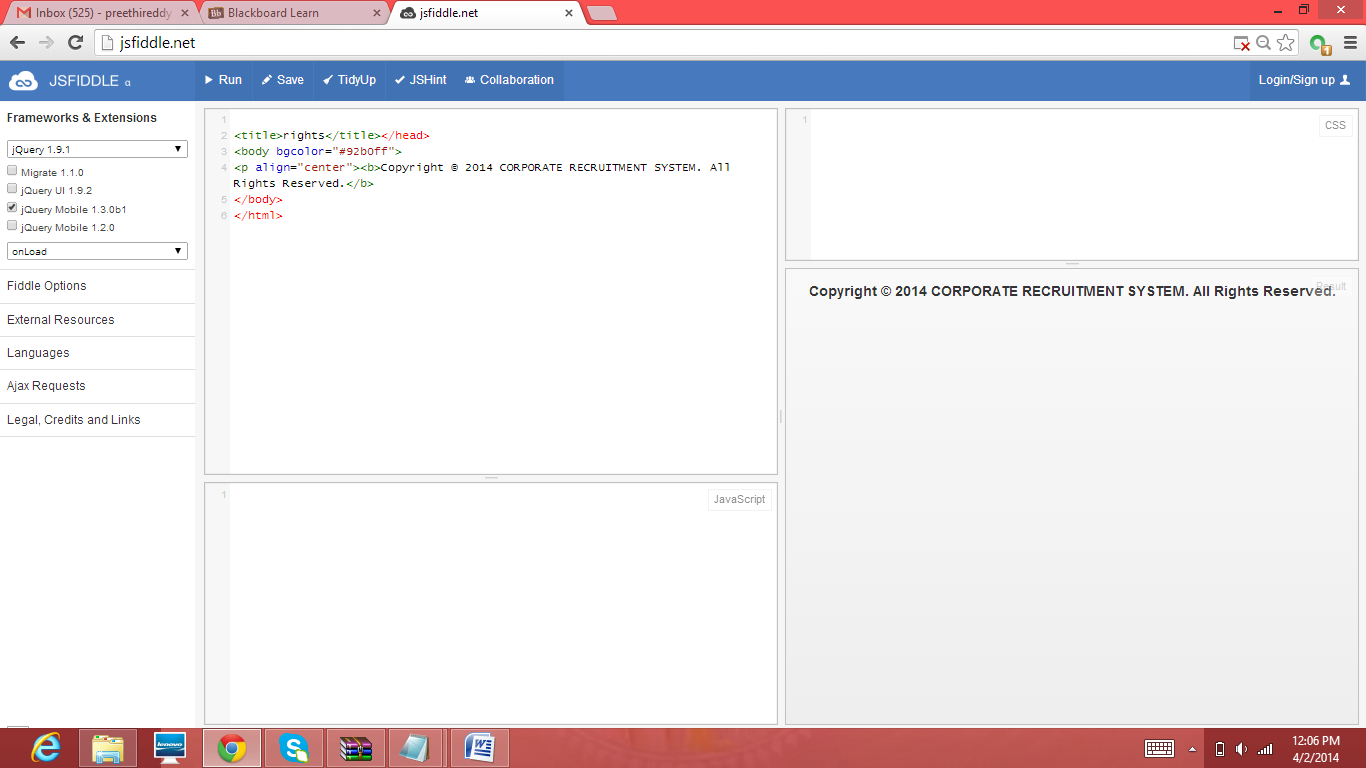 Inbox (525) - preethireddy
Blackboard Learn
jsfiddle.net
jsfiddle.net
1
JSFIDDLE α
Run
Save
TidyUp
JSHint
Collaboration
Login/Sign up
Frameworks & Extensions
jQuery 1.9.1
Migrate 1.1.0
jQuery UI 1.9.2
jQuery Mobile 1.3.0b1
jQuery Mobile 1.2.0
onLoad
Fiddle Options
External Resources
Languages
Ajax Requests
Legal, Credits and Links
1
2 <title>rights</title></head>
3 <body bgcolor="#92b0ff">
4 <p align="center"><b>Copyright © 2014 CORPORATE RECRUITMENT SYSTEM. All
Rights Reserved.</b>
5 </body>
6 </html>
1
CSS
Result
Copyright © 2014 CORPORATE RECRUITMENT SYSTEM. All Rights Reserved.
1
JavaScript
lenovo
12:06 PM
4/2/2014